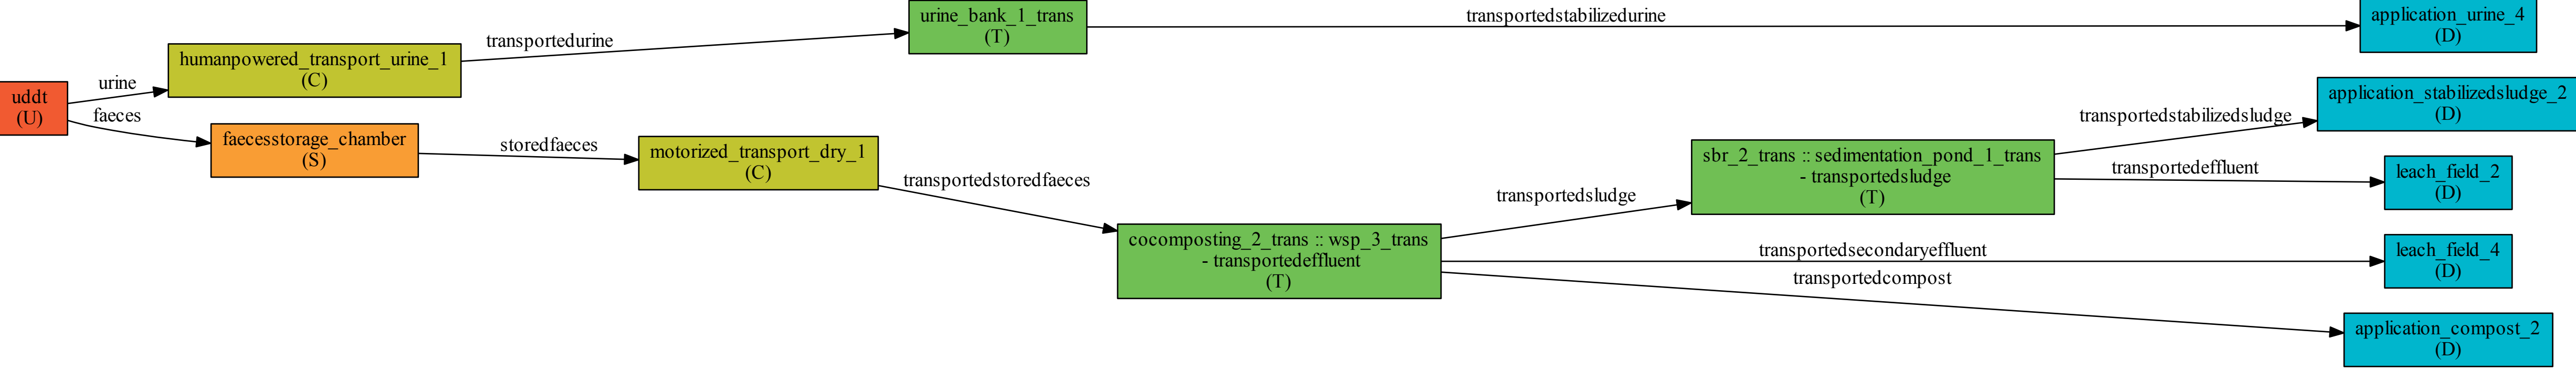 uddt
(U)
urine
faeces
humanpowered_transport_urine_1
(C)
transportedurine
urine_bank_1_trans
(T)
transportedstabilizedurine
application_urine_4
(D)
faecesstorage_chamber
(S)
storedfaeces
motorized_transport_dry_1
(C)
transportedstoredfaeces
cocomposting_2_trans :: wsp_3_trans
- transportedeffluent
(T)
transportedsludge
sbr_2_trans :: sedimentation_pond_1_trans
- transportedsludge
(T)
transportedstabilizedsludge
application_stabilizedsludge_2
(D)
transportedeffluent
leach_field_2
(D)
transportedsecondaryeffluent
leach_field_4
(D)
transportedcompost
application_compost_2
(D)